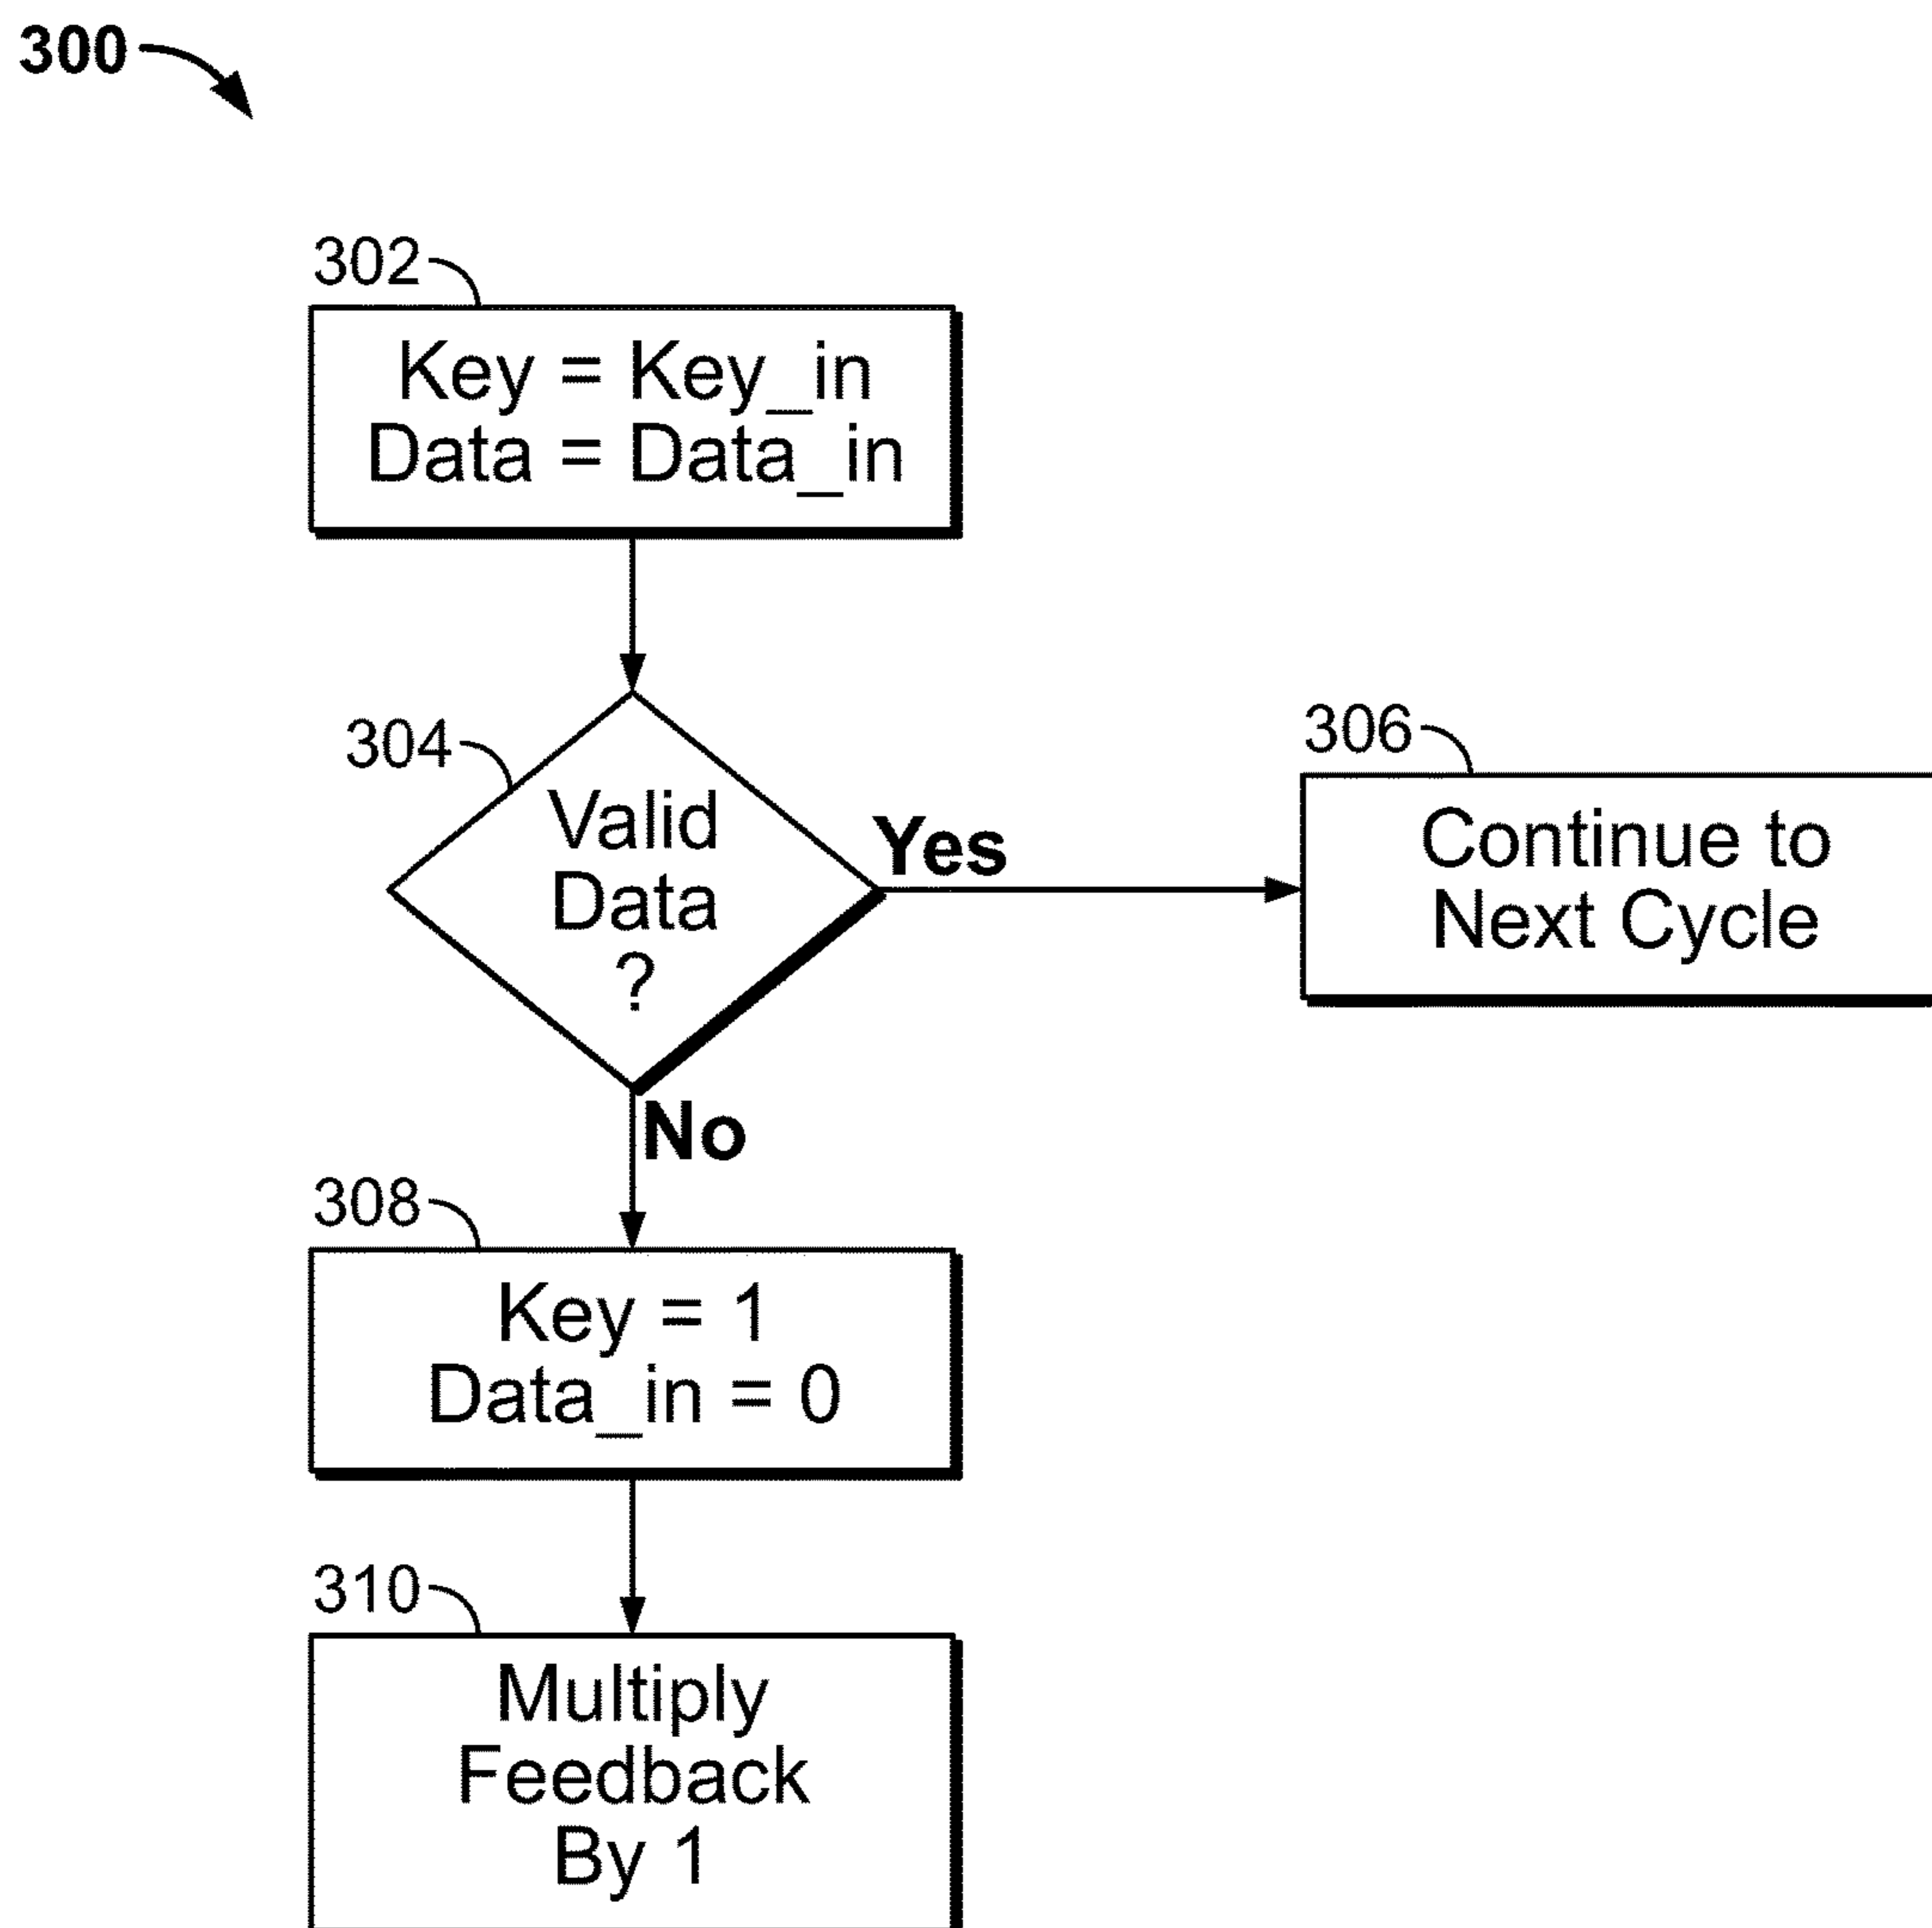 300
302
Key = Key_in
Data = Data_in
304
Valid
Data
?
Yes
306
Continue to
Next Cycle
No
308
Key = 1
Data_in = 0
310
Multiply
Feedback
By 1